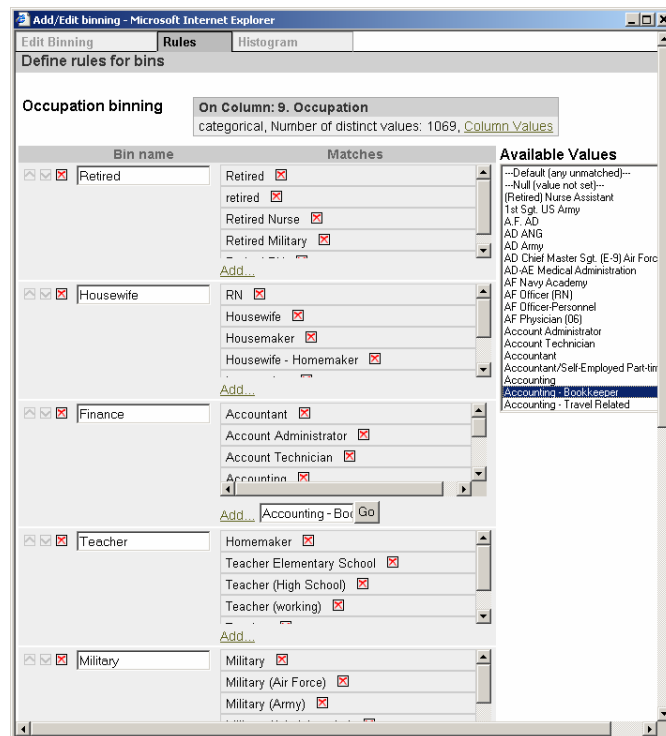 Add/Edit binning - Microsoft Internet Explorer
Edit Binning Rules Histogram
Define rules for bins
Occupation binning
On Column: 9. Occupation
categorical, Number of distinct values: 1069, Column Values
Bin name Matches
Available Values
Retired
Retired
retired
Retired Nurse
Retired Military
Add...
Housewife
RN
Housewife
Housemaker
Housewife - Homemaker
Add...
Finance
Accountant
Account Administrator
Account Technician
Accounting
Add... Accounting - Boo Go
Teacher
Homemaker
Teacher Elementary School
Teacher (High School)
Teacher (working)
Add...
Military
Military
Military (Air Force)
Military (Army)
---Default (any unmatched)---
---Null (value not set)---
(Retired) Nurse Assistant
1st Sgt. US Army
A.F. AD
AD ANG
AD Army
AD Chief Master Sgt. (E-9) Air Forc
AD-AE Medical Administration
AF Navy Academy
AF Officer (RN)
AF Officer-Personnel
AF Physician (06)
Account Administrator
Account Technician
Accountant
Accountant/Self-Employed Part-tim
Accounting
Accounting - Bookkeeper
Accounting - Travel Related